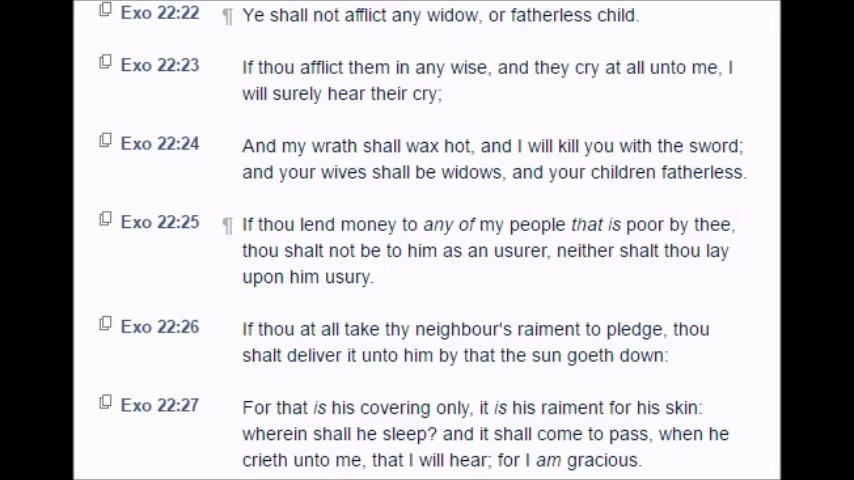 Exo 22:22 ¶ Ye shall not afflict any widow, or fatherless child.
Exo 22:23 If thou afflict them in any wise, and they cry at all unto me, I
will surely hear their cry;
Exo 22:24 And my wrath shall wax hot, and I will kill you with the sword;
and your wives shall be widows, and your children fatherless.
Exo 22:25 ¶ If thou lend money to any of my people that is poor by thee,
thou shalt not be to him as an usurer, neither shalt thou lay
upon him usury.
Exo 22:26 If thou at all take thy neighbour's raiment to pledge, thou
shalt deliver it unto him by that the sun goeth down:
Exo 22:27 For that is his covering only, it is his raiment for his skin:
wherein shall he sleep? and it shall come to pass, when he
crieth unto me, that I will hear; for I am gracious.